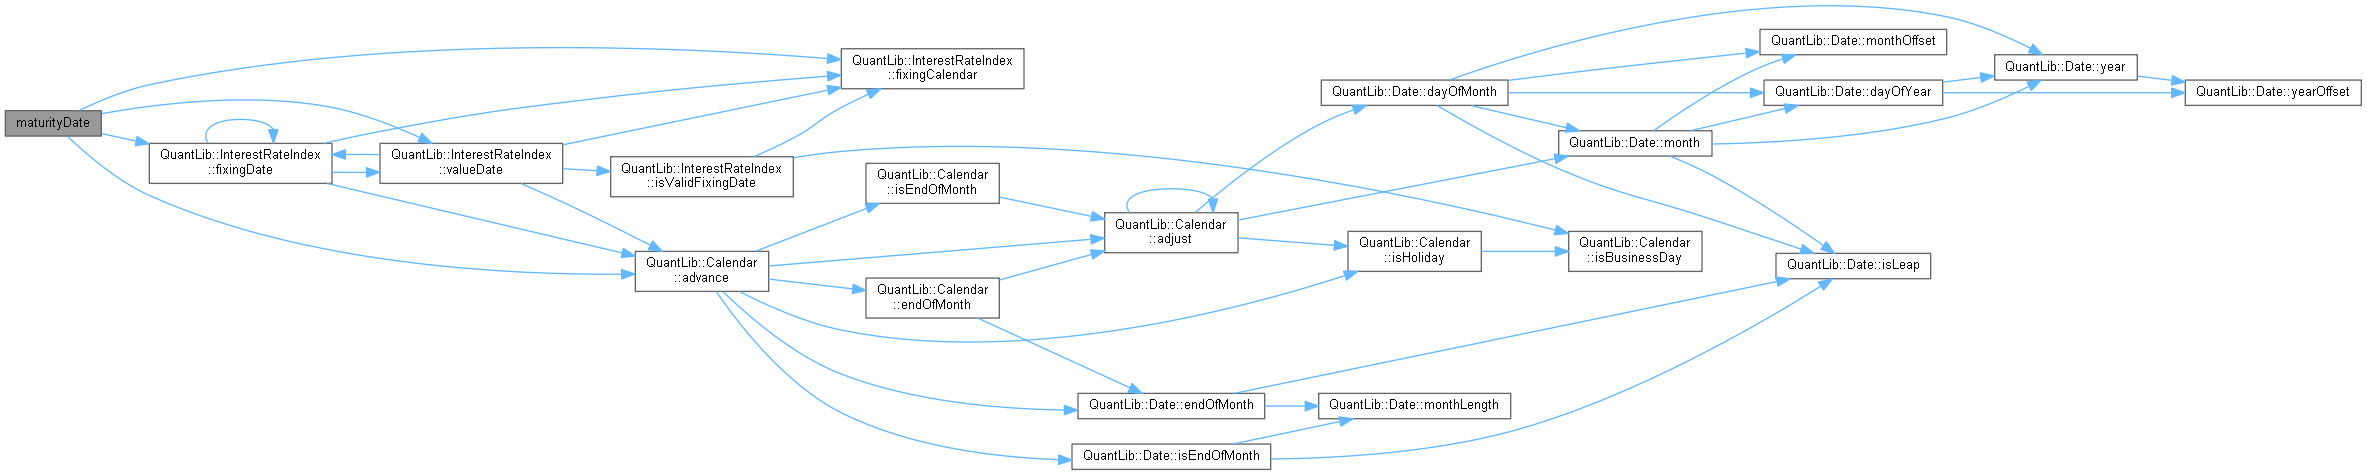 maturityDate
QuantLib::InterestRateIndex
::fixingDate
QuantLib::InterestRateIndex
::valueDate
QuantLib::InterestRateIndex
::isValidFixingDate
QuantLib::InterestRateIndex
::fixingCalendar
QuantLib::Calendar
::advance
QuantLib::Calendar
::isEndOfMonth
QuantLib::Calendar
::endOfMonth
QuantLib::Calendar
::adjust
QuantLib::Date::endOfMonth
QuantLib::Date::isEndOfMonth
QuantLib::Date::dayOfMonth
QuantLib::Calendar
::isHoliday
QuantLib::Date::monthLength
QuantLib::Date::month
QuantLib::Calendar
::isBusinessDay
QuantLib::Date::monthOffset
QuantLib::Date::dayOfYear
QuantLib::Date::isLeap
QuantLib::Date::year
QuantLib::Date::yearOffset